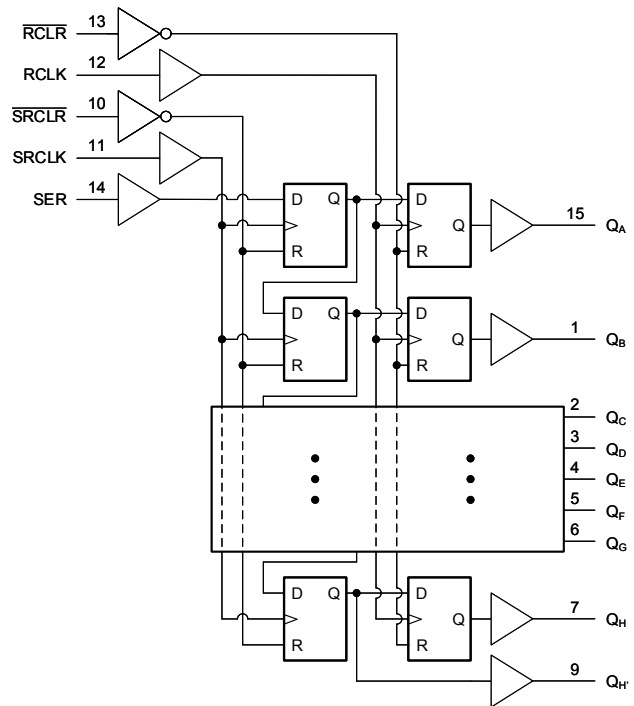 RCLR 13
RCLK 12
SRCLR 10
SRCLK 11
SER 14
D Q D
Q 15 QA
R R
D Q D
Q 1 QB
R R
2 QC
3 QD
4 QE
5 QF
6 QG
D Q D
Q 7 QH
R R
9 QH'